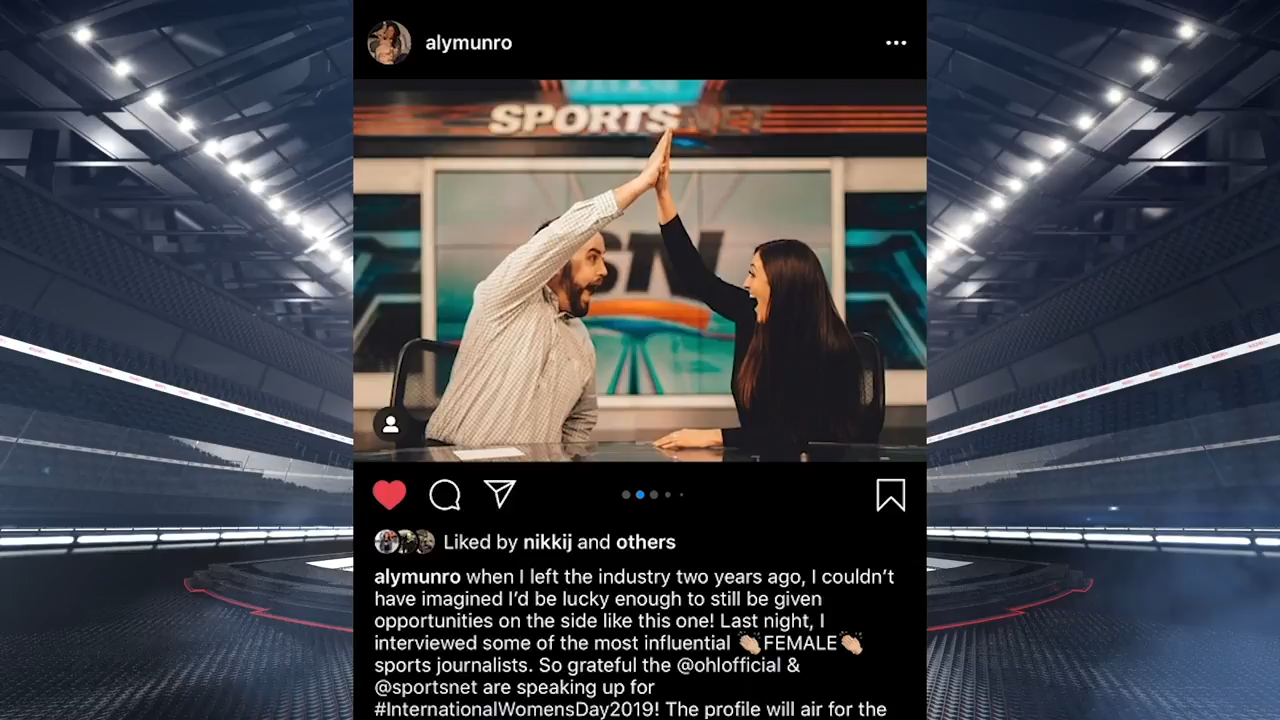 alymunro
SPORTSNET
SN
Liked by nikkij and others
alymunro when I left the industry two years ago, I couldn't
have imagined I'd be lucky enough to still be given
opportunities on the side like this one! Last night, I
interviewed some of the most influential 👏🏻FEMALE👏🏻
sports journalists. So grateful the @ohlofficial &
@sportsnet are speaking up for
#InternationalWomensDay2019! The profile will air for the